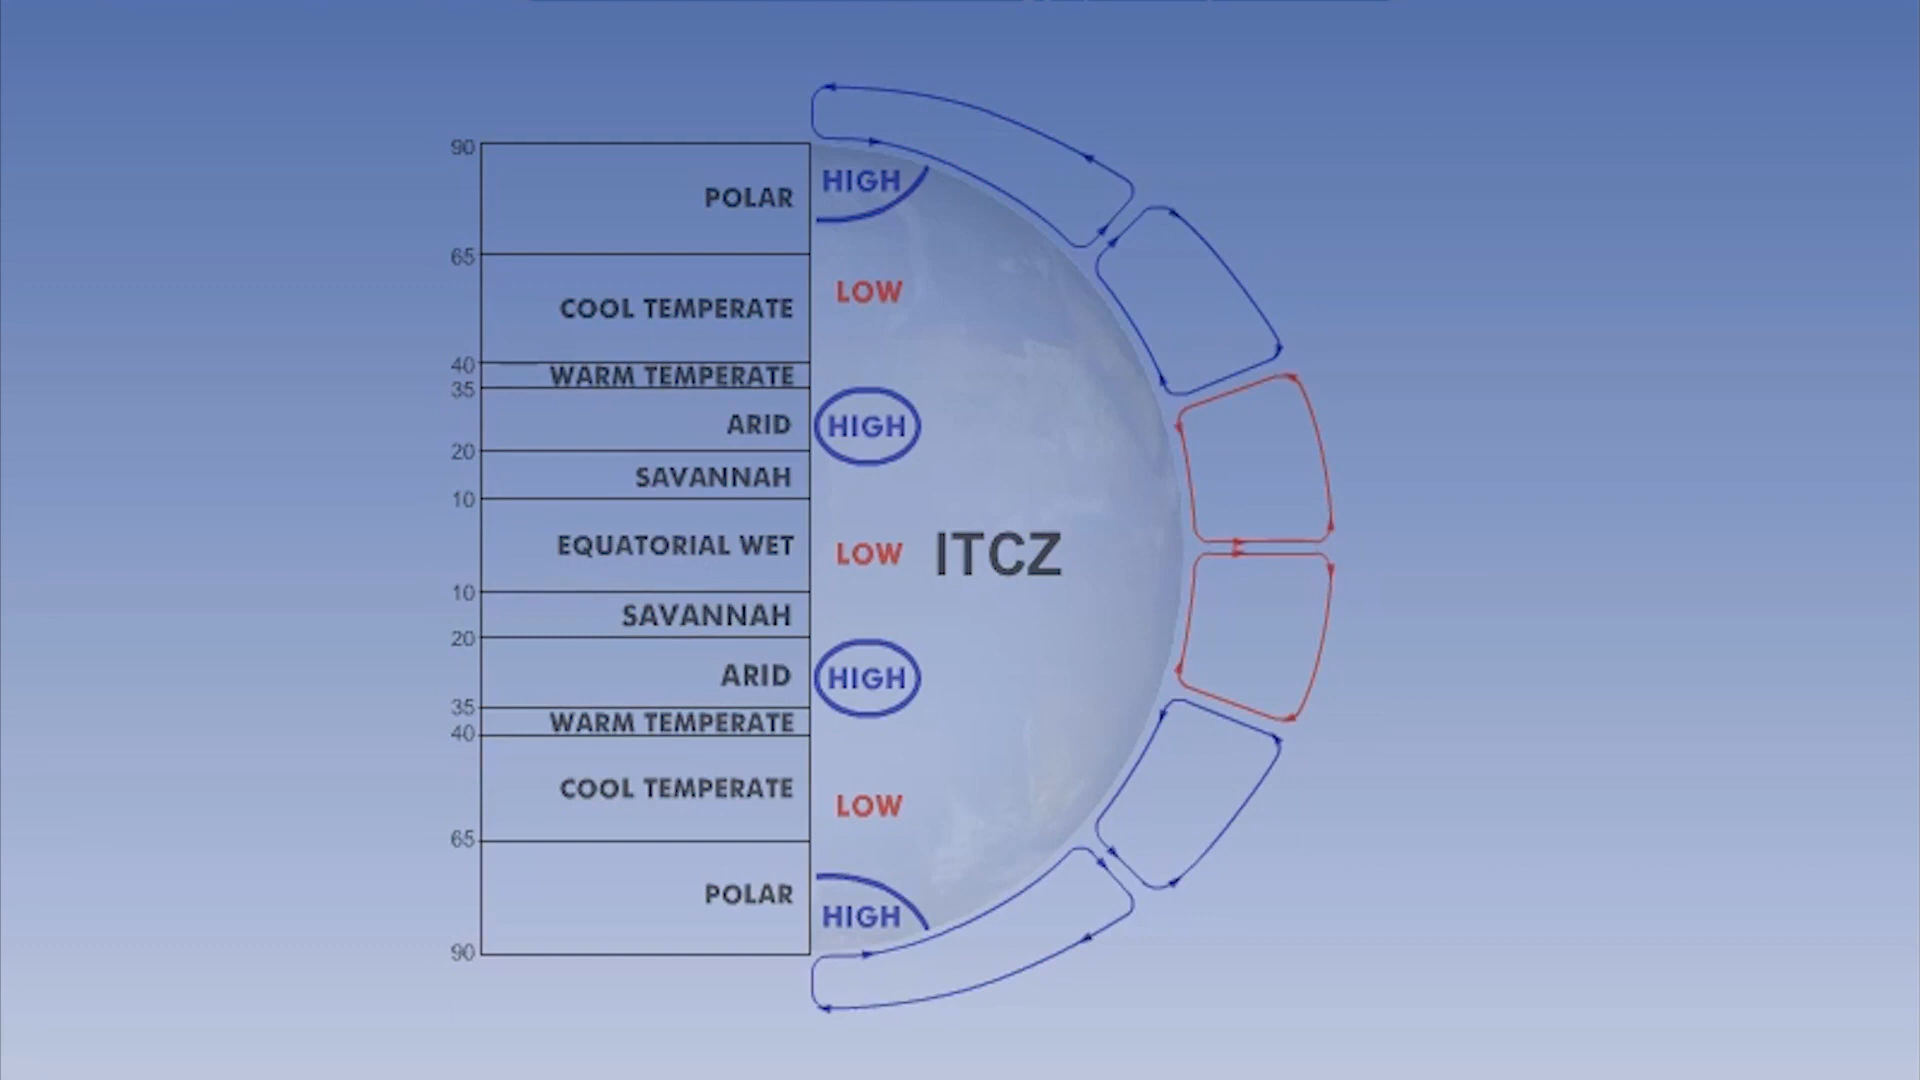 90
POLAR HIGH
65
COOL TEMPERATE LOW
40
WARM TEMPERATE
35
ARID HIGH
20
SAVANNAH
10
EQUATORIAL WET LOW ITCZ
10
SAVANNAH
20
ARID HIGH
35
WARM TEMPERATE
40
COOL TEMPERATE LOW
65
POLAR HIGH
90